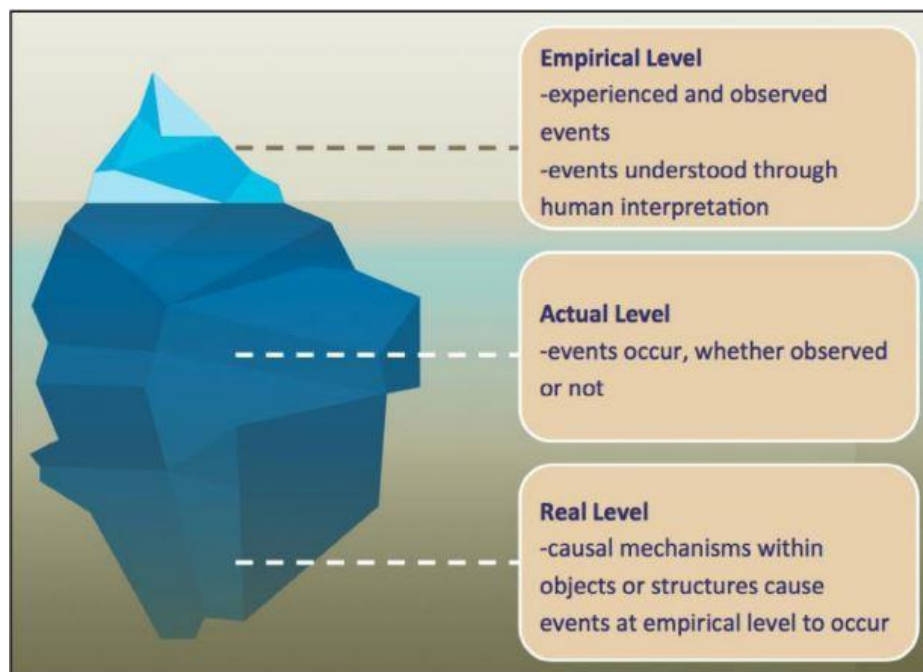 Empirical Level
-experienced and observed
events
-events understood through
human interpretation
Actual Level
-events occur, whether observed
or not
Real Level
-causal mechanisms within
objects or structures cause
events at empirical level to occur